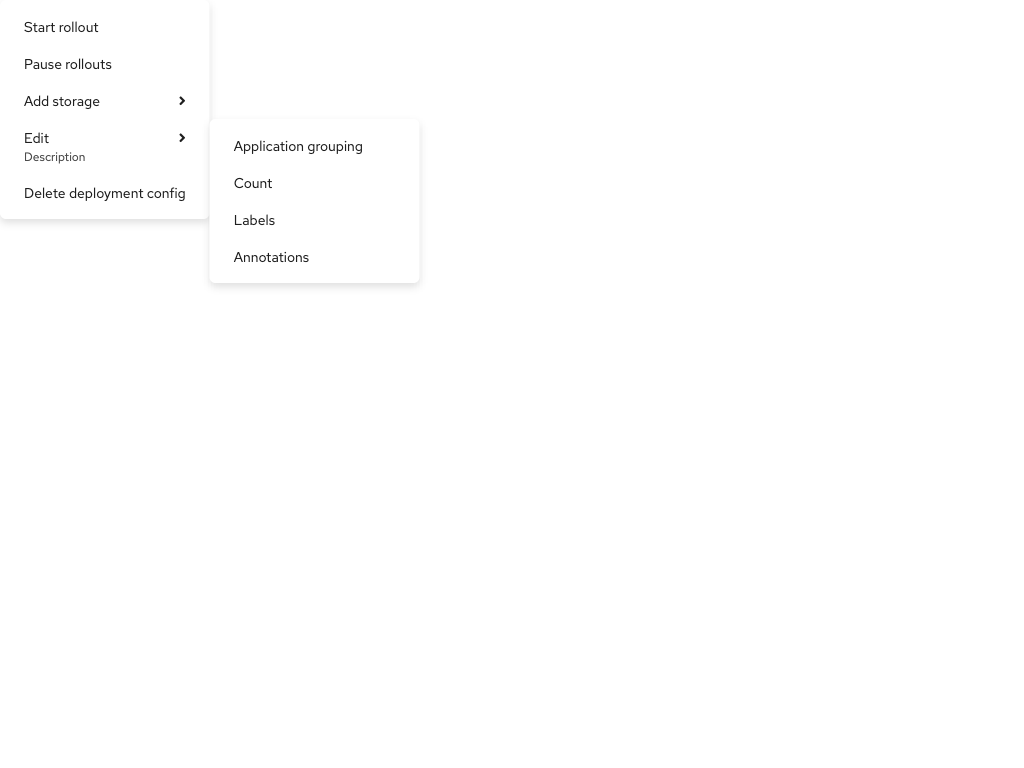 Start rollout
Pause rollouts
Add storage
Edit
Description
Delete deployment config
Application grouping
Count
Labels
Annotations